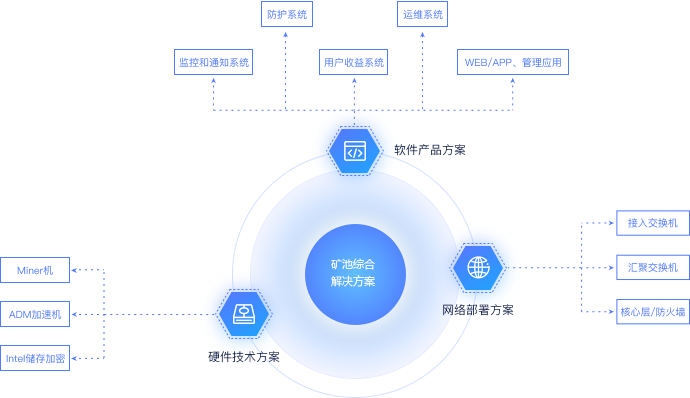 防护系统
运维系统
监控和通知系统
用户收益系统
WEB/APP、管理应用
软件产品方案
接入交换机
矿池综合
解决方案
Miner机
汇聚交换机
网络部署方案
ADM加速机
核心层/防火墙
硬件技术方案
Intel储存加密